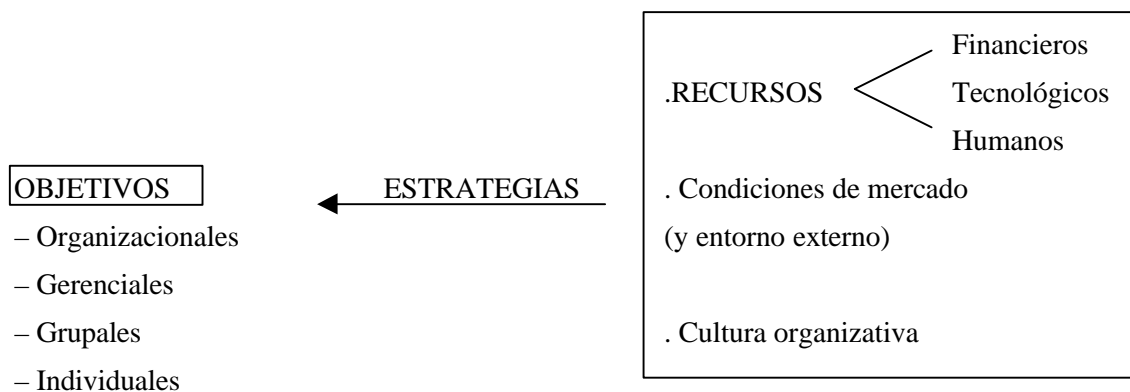 Financieros
.RECURSOS Tecnológicos
Humanos
OBJETIVOS ESTRATEGIAS . Condiciones de mercado
– Organizacionales (y entorno externo)
– Gerenciales
– Grupales . Cultura organizativa
– Individuales